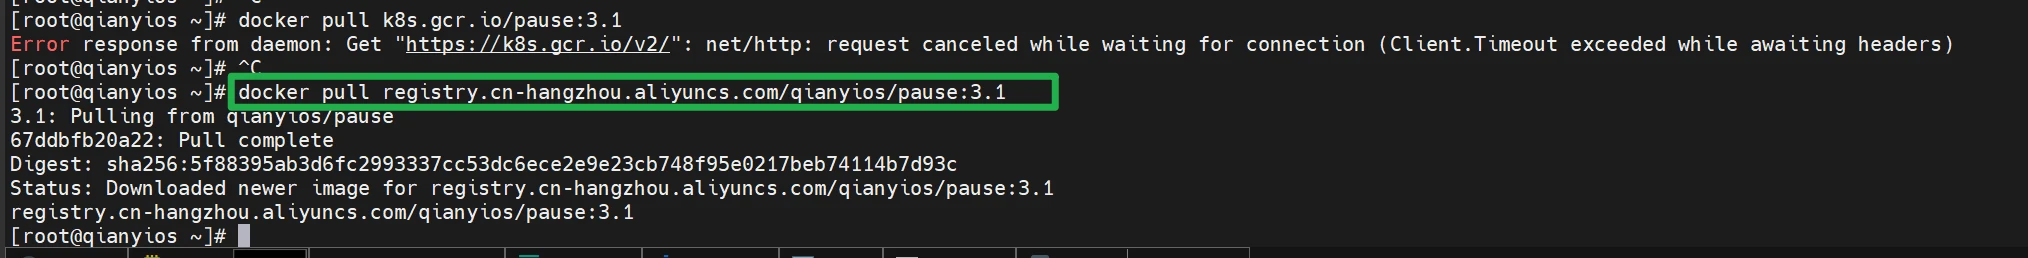 [root@qianyios ~]# docker pull k8s.gcr.io/pause:3.1
Error response from daemon: Get "https://k8s.gcr.io/v2/": net/http: request canceled while waiting for connection (Client.Timeout exceeded while awaiting headers)
[root@qianyios ~]# ^C
[root@qianyios ~]# docker pull registry.cn-hangzhou.aliyuncs.com/qianyios/pause:3.1
3.1: Pulling from qianyios/pause
67ddbfb20a22: Pull complete
Digest: sha256:5f88395ab3d6fc2993337cc53dc6ece2e9e23cb748f95e0217beb74114b7d93c
Status: Downloaded newer image for registry.cn-hangzhou.aliyuncs.com/qianyios/pause:3.1
registry.cn-hangzhou.aliyuncs.com/qianyios/pause:3.1
[root@qianyios ~]#